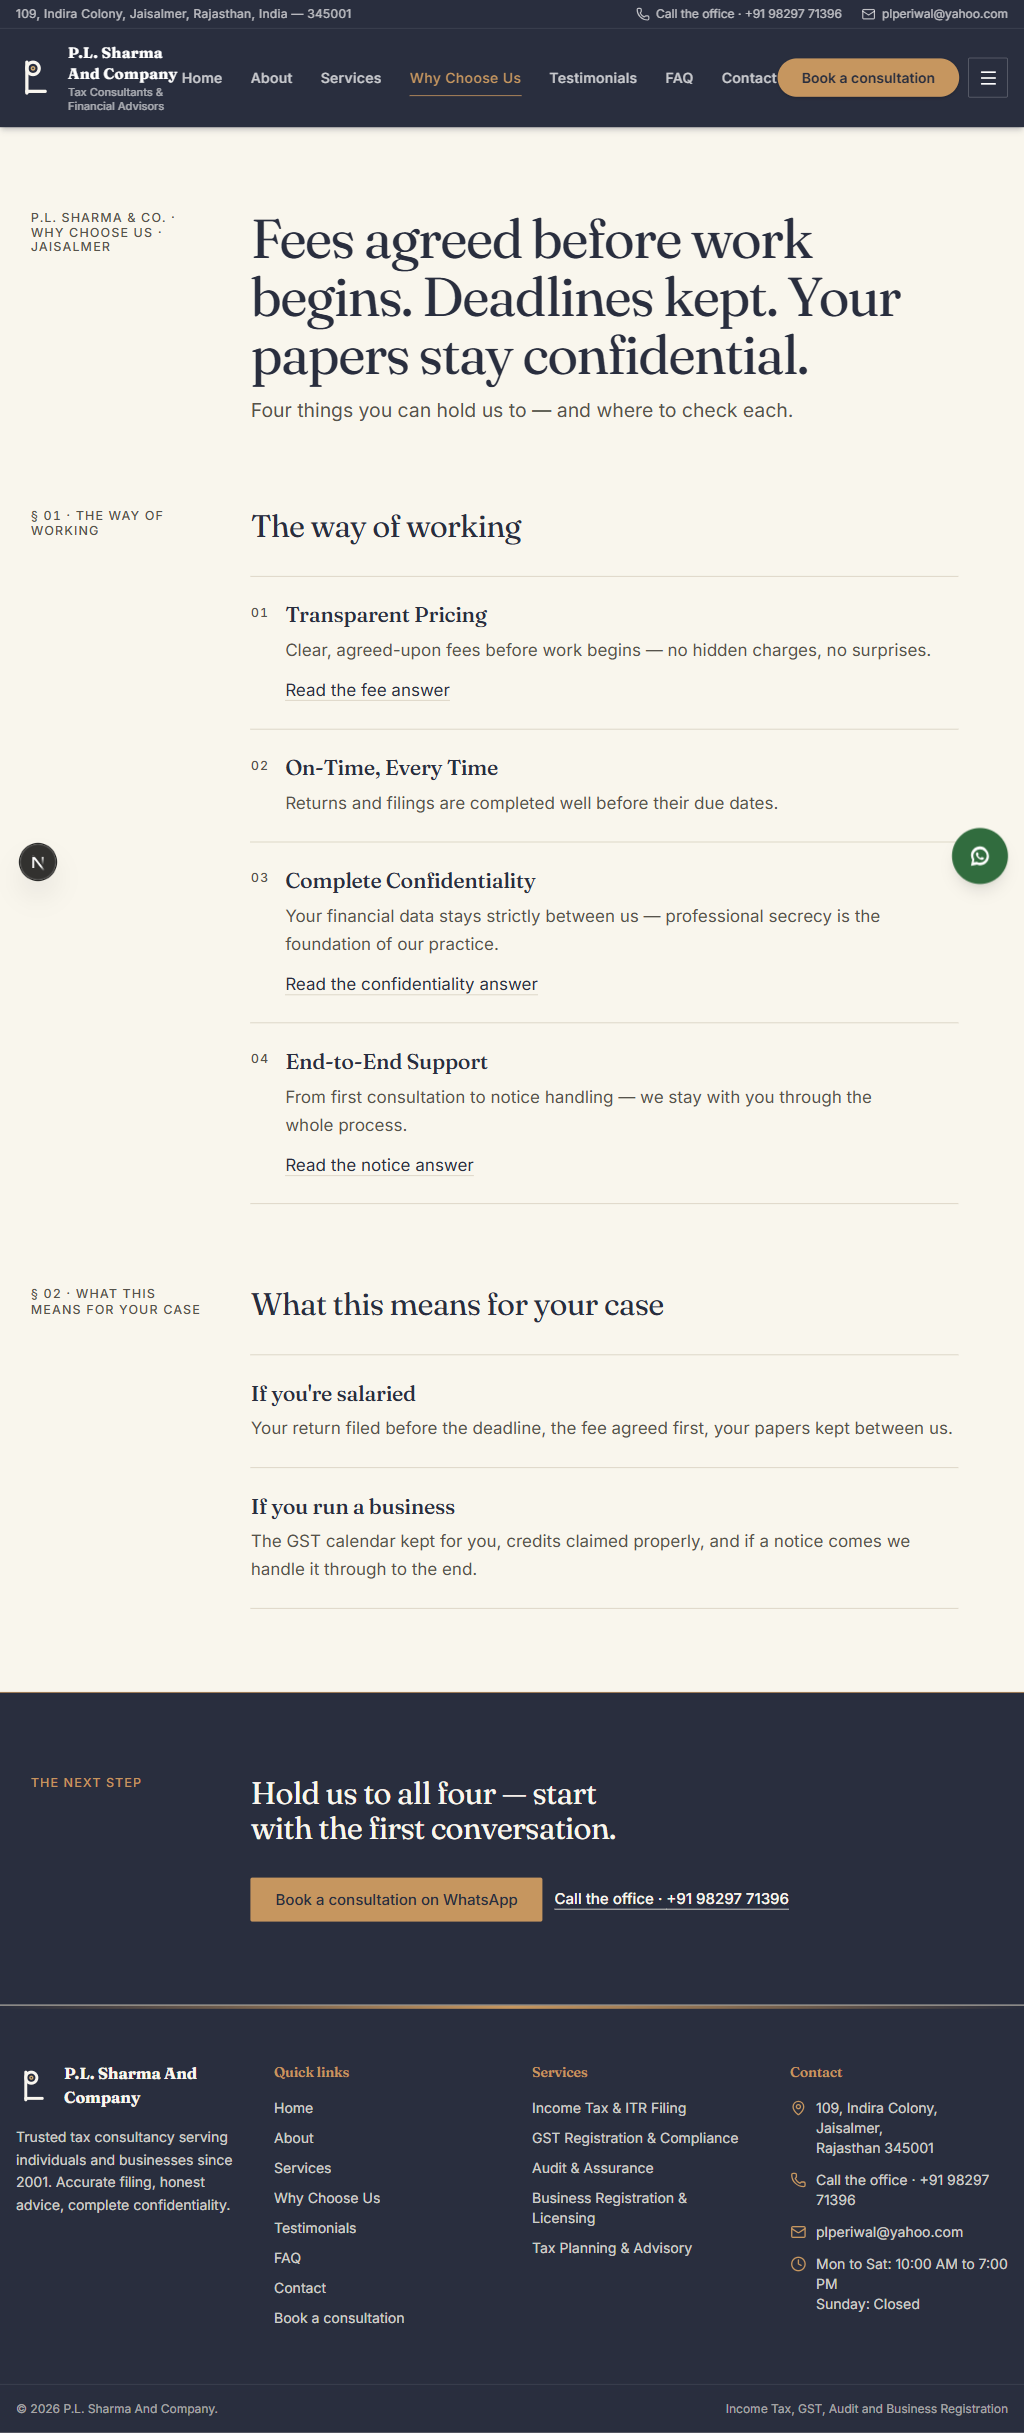 109, Indira Colony, Jaisalmer, Rajasthan, India — 345001
Call the office · +91 98297 71396
plperiwal@yahoo.com
P.L. Sharma
And Company
Tax Consultants &
Financial Advisors
Home
About
Services
Why Choose Us
Testimonials
FAQ
Contact
Book a consultation
P.L. SHARMA & CO. ·
WHY CHOOSE US ·
JAISALMER
Fees agreed before work
begins. Deadlines kept. Your
papers stay confidential.
Four things you can hold us to — and where to check each.
§ 01 · THE WAY OF
WORKING
The way of working
01
Transparent Pricing
Clear, agreed-upon fees before work begins — no hidden charges, no surprises.
Read the fee answer
02
On-Time, Every Time
Returns and filings are completed well before their due dates.
N
03
Complete Confidentiality
Your financial data stays strictly between us — professional secrecy is the
foundation of our practice.
Read the confidentiality answer
04
End-to-End Support
From first consultation to notice handling — we stay with you through the
whole process.
Read the notice answer
§ 02 · WHAT THIS
MEANS FOR YOUR CASE
What this means for your case
If you're salaried
Your return filed before the deadline, the fee agreed first, your papers kept between us.
If you run a business
The GST calendar kept for you, credits claimed properly, and if a notice comes we
handle it through to the end.
THE NEXT STEP
Hold us to all four — start
with the first conversation.
Book a consultation on WhatsApp
Call the office · +91 98297 71396
P.L. Sharma And
Company
Trusted tax consultancy serving
individuals and businesses since
2001. Accurate filing, honest
advice, complete confidentiality.
Quick links
Home
About
Services
Why Choose Us
Testimonials
FAQ
Contact
Book a consultation
Services
Income Tax & ITR Filing
GST Registration & Compliance
Audit & Assurance
Business Registration &
Licensing
Tax Planning & Advisory
Contact
109, Indira Colony,
Jaisalmer,
Rajasthan 345001
Call the office · +91 98297
71396
plperiwal@yahoo.com
Mon to Sat: 10:00 AM to 7:00
PM
Sunday: Closed
© 2026 P.L. Sharma And Company.
Income Tax, GST, Audit and Business Registration